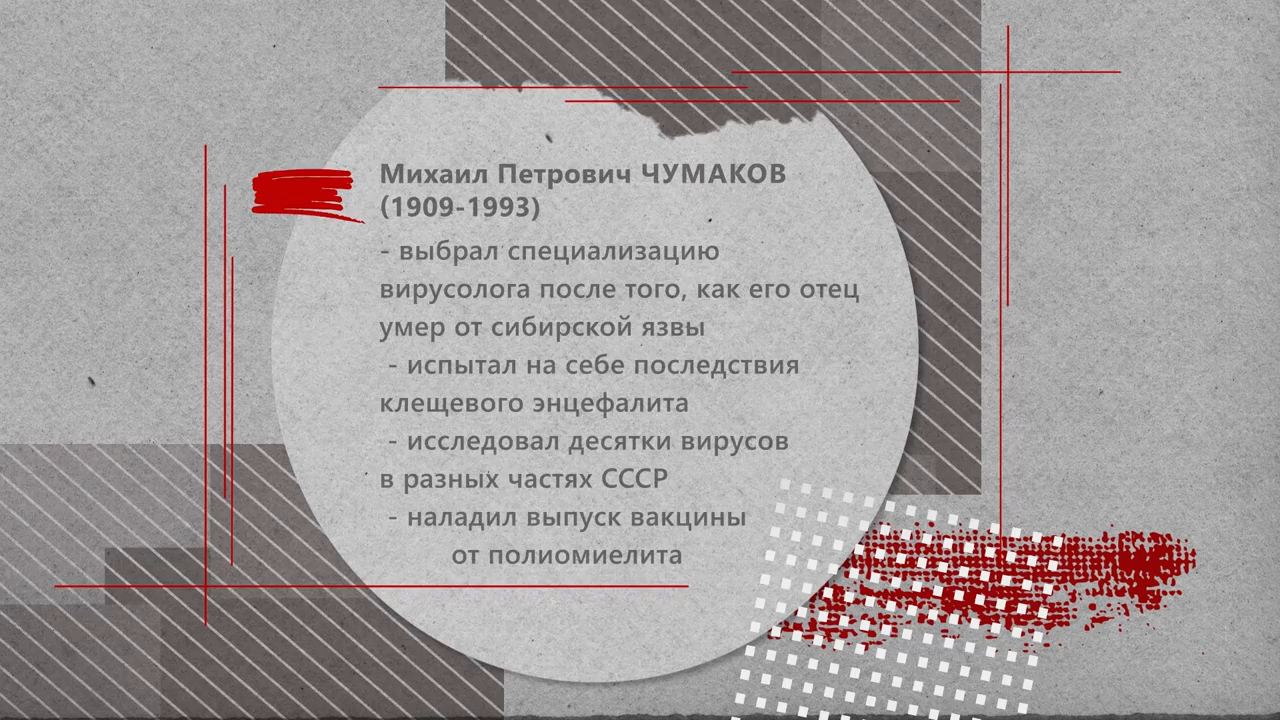 Михаил Петрович ЧУМАКОВ
(1909-1993)
- выбрал специализацию
вирусолога после того, как его отец
умер от сибирской язвы
- испытал на себе последствия
клещевого энцефалита
- исследовал десятки вирусов
в разных частях СССР
- наладил выпуск вакцины
от полиомиелита